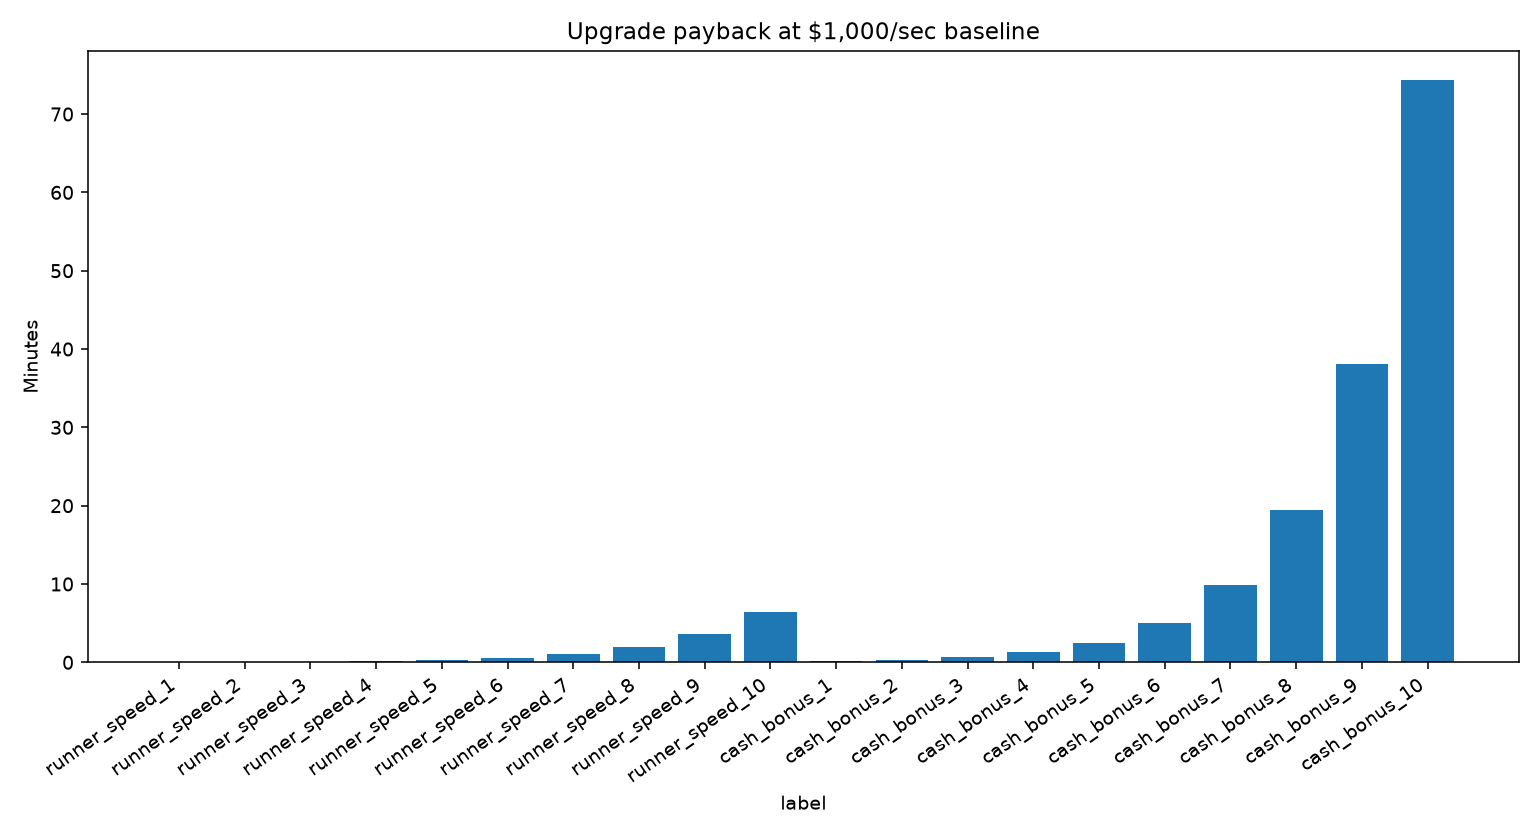 Upgrade payback at $1,000/sec baseline
Minutes
70
60
50
40
30
20
10
0
runner_speed_1
runner_speed_2
runner_speed_3
runner_speed_4
runner_speed_5
runner_speed_6
runner_speed_7
runner_speed_8
runner_speed_9
runner_speed_10
cash_bonus_1
cash_bonus_2
cash_bonus_3
cash_bonus_4
cash_bonus_5
cash_bonus_6
cash_bonus_7
cash_bonus_8
cash_bonus_9
cash_bonus_10
label